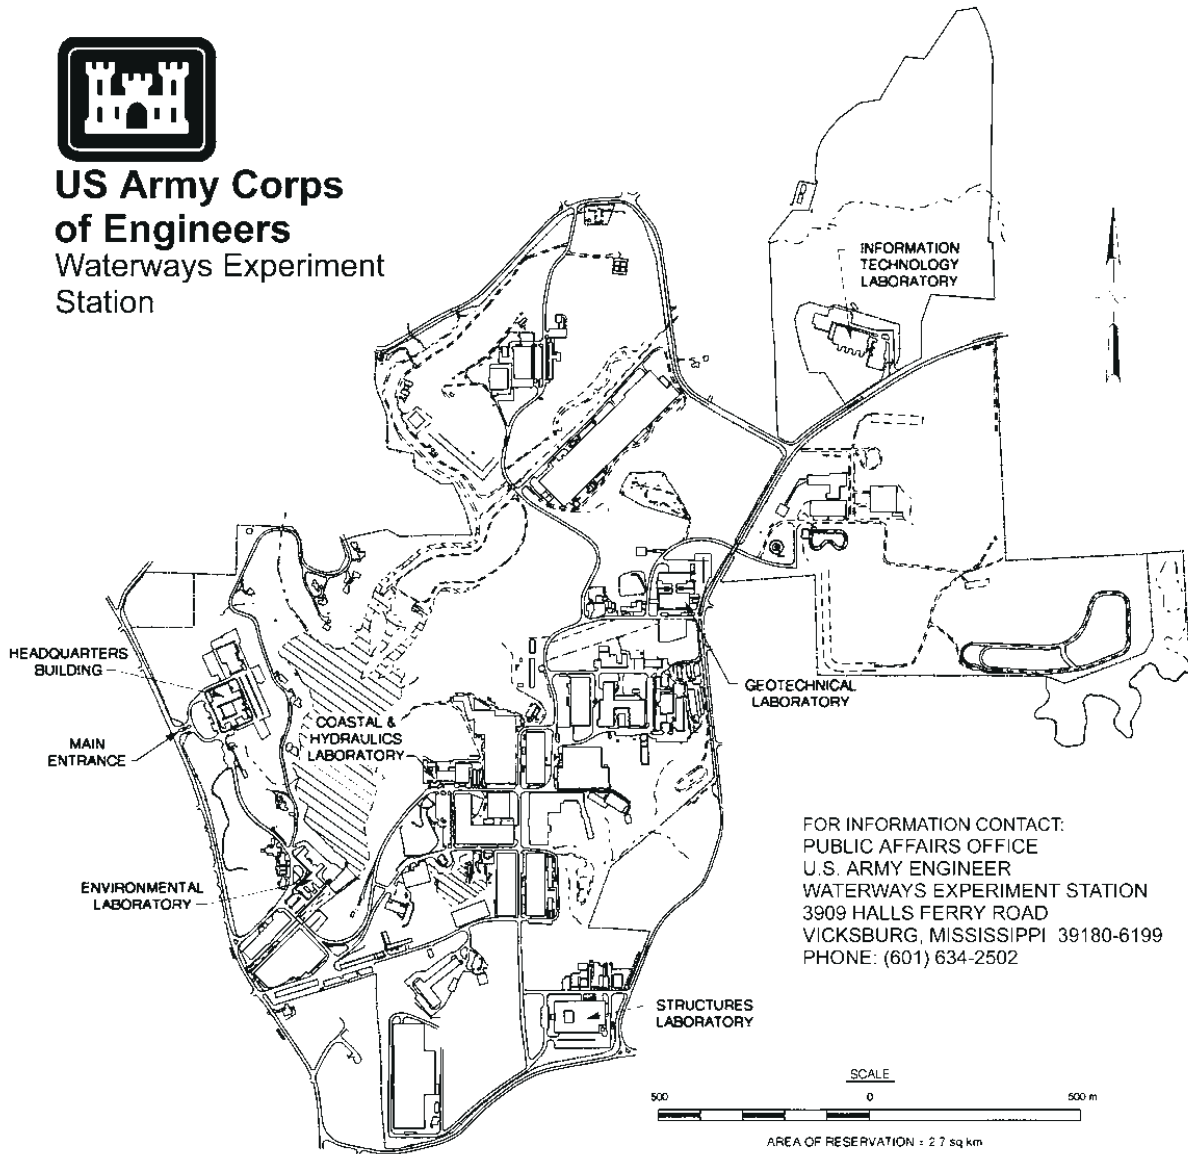 US Army Corps
of Engineers
Waterways Experiment
Station
INFORMATION
TECHNOLOGY
LABORATORY
HEADQUARTERS
BUILDING
MAIN
ENTRANCE
COASTAL &
HYDRAULICS
LABORATORY
GEOTECHNICAL
LABORATORY
ENVIRONMENTAL
LABORATORY
FOR INFORMATION CONTACT:
PUBLIC AFFAIRS OFFICE
U.S. ARMY ENGINEER
WATERWAYS EXPERIMENT STATION
3909 HALLS FERRY ROAD
VICKSBURG, MISSISSIPPI 39180-6199
PHONE: (601) 634-2502
STRUCTURES
LABORATORY
SCALE
500 0 500 m
AREA OF RESERVATION = 2.7 sq km